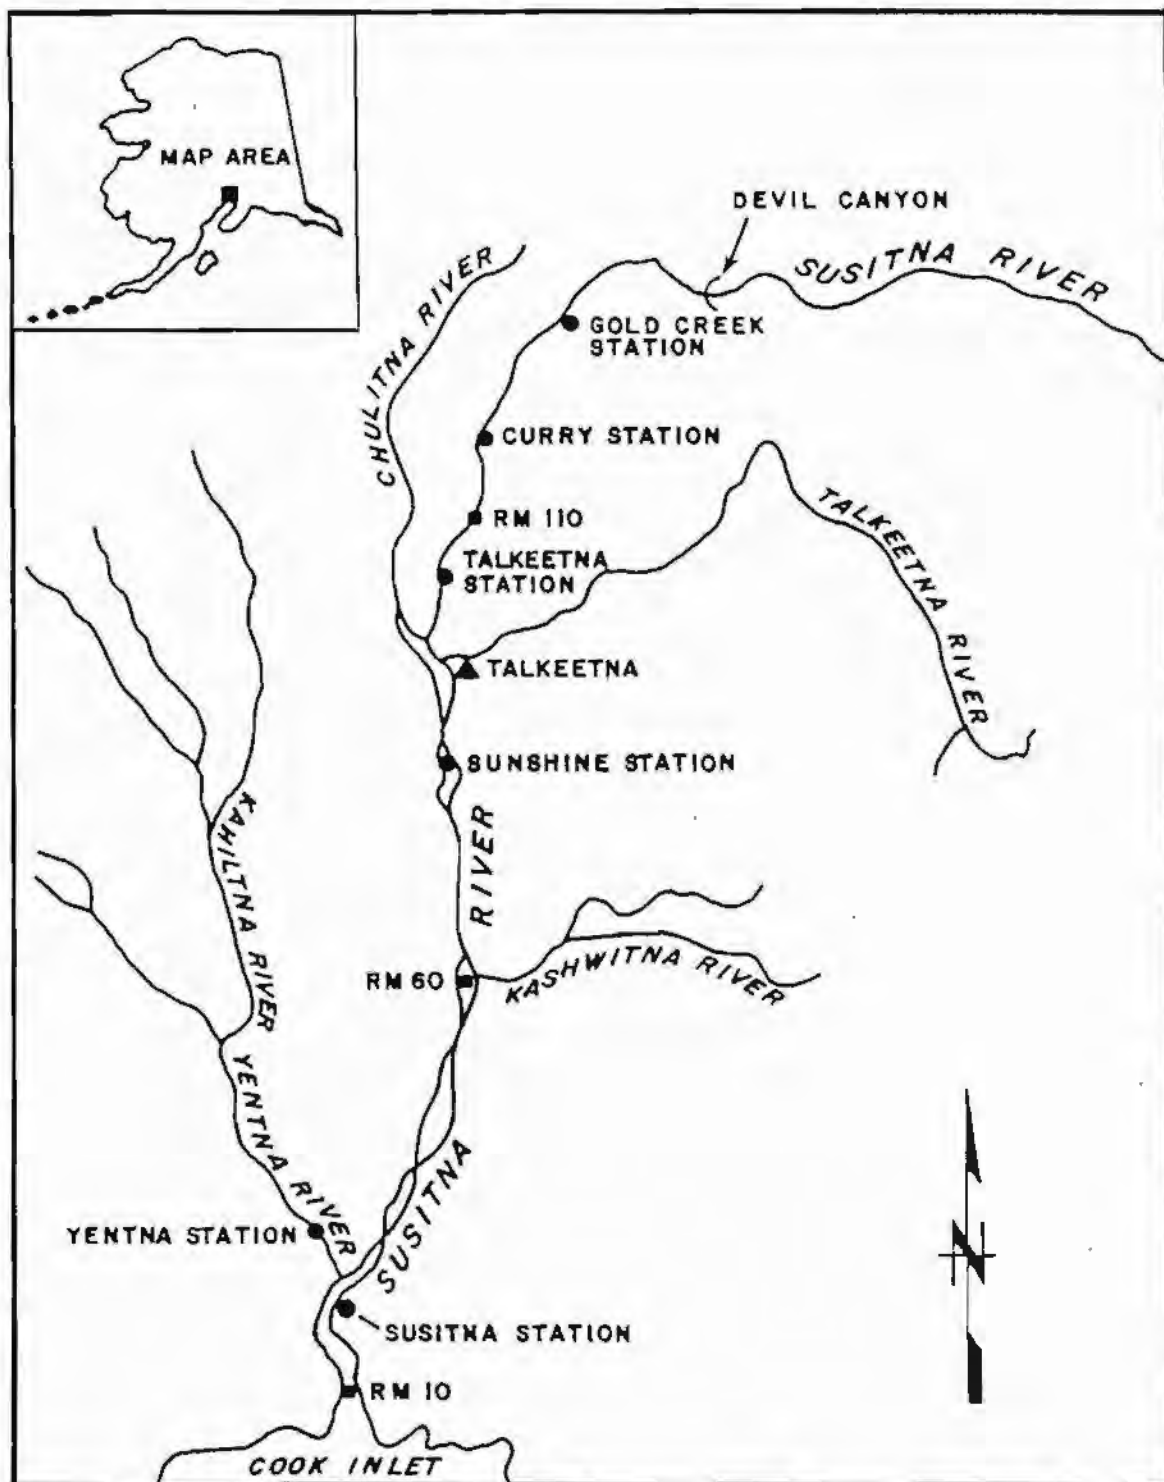 MAP AREA
DEVIL CANYON
SUSITNA RIVER
CHULITNA RIVER
GOLD CREEK
STATION
CURRY STATION
TALKEETNA RIVER
RM 110
TALKEETNA
STATION
TALKEETNA
SUNSHINE STATION
KAHILTNA RIVER
RIVER
RM 60
KASHWITNA RIVER
YENTNA RIVER
SUSITNA
YENTNA STATION
SUSITNA STATION
RM 10
COOK INLET
N